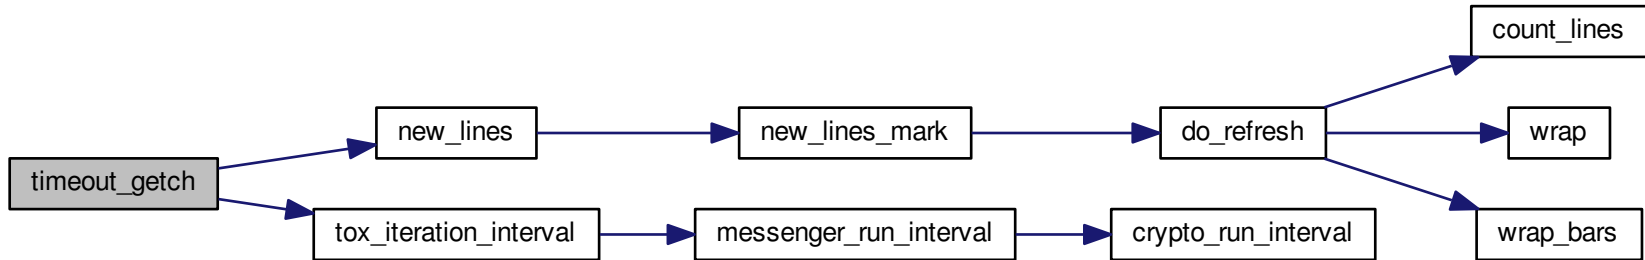 count_lines
new_lines
new_lines_mark
do_refresh
wrap
timeout_getch
tox_iteration_interval
messenger_run_interval
crypto_run_interval
wrap_bars